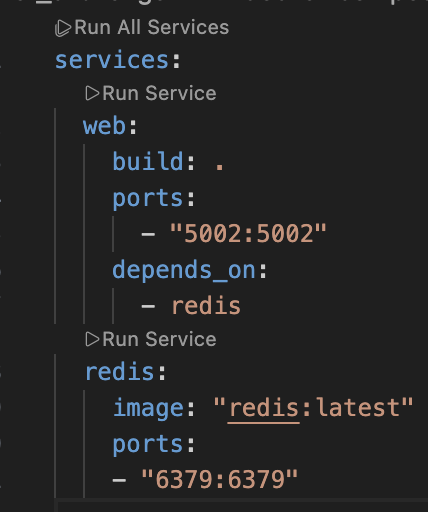 Run All Services
services:
Run Service
web:
build: .
ports:
- "5002:5002"
depends_on:
- redis
Run Service
redis:
image: "redis:latest"
ports:
- "6379:6379"